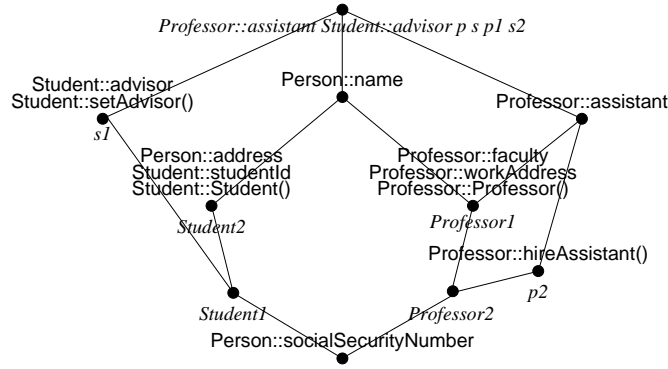 Professor::assistant Student::advisor p s p1 s2
Student::advisor
Student::setAdvisor()
s1
Person::name
Professor::assistant
Person::address
Student::studentId
Student::Student()
Student2
Professor::faculty
Professor::workAddress
Professor::Professor()
Professor1
Professor::hireAssistant()
p2
Student1
Professor2
Person::socialSecurityNumber